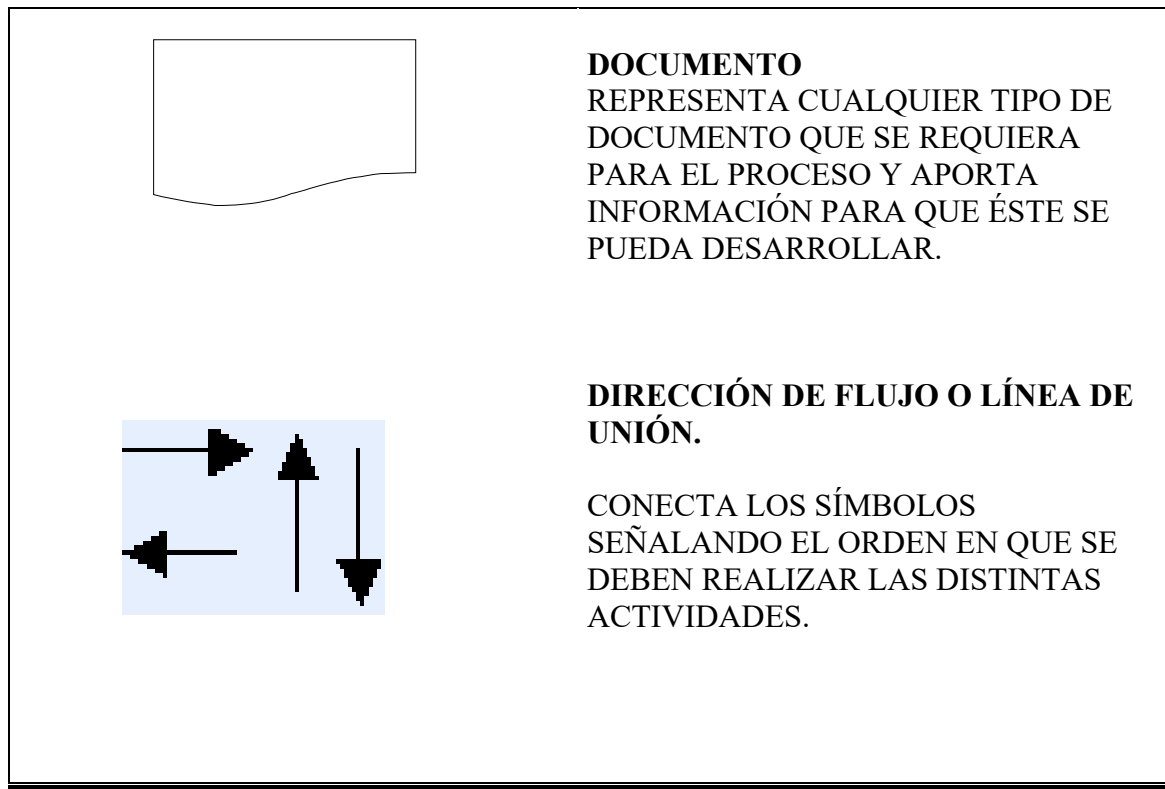 DOCUMENTO
REPRESENTA CUALQUIER TIPO DE
DOCUMENTO QUE SE REQUIERA
PARA EL PROCESO Y APORTA
INFORMACIÓN PARA QUE ÉSTE SE
PUEDA DESARROLLAR.
DIRECCIÓN DE FLUJO O LÍNEA DE
UNIÓN.
CONECTA LOS SÍMBOLOS
SEÑALANDO EL ORDEN EN QUE SE
DEBEN REALIZAR LAS DISTINTAS
ACTIVIDADES.